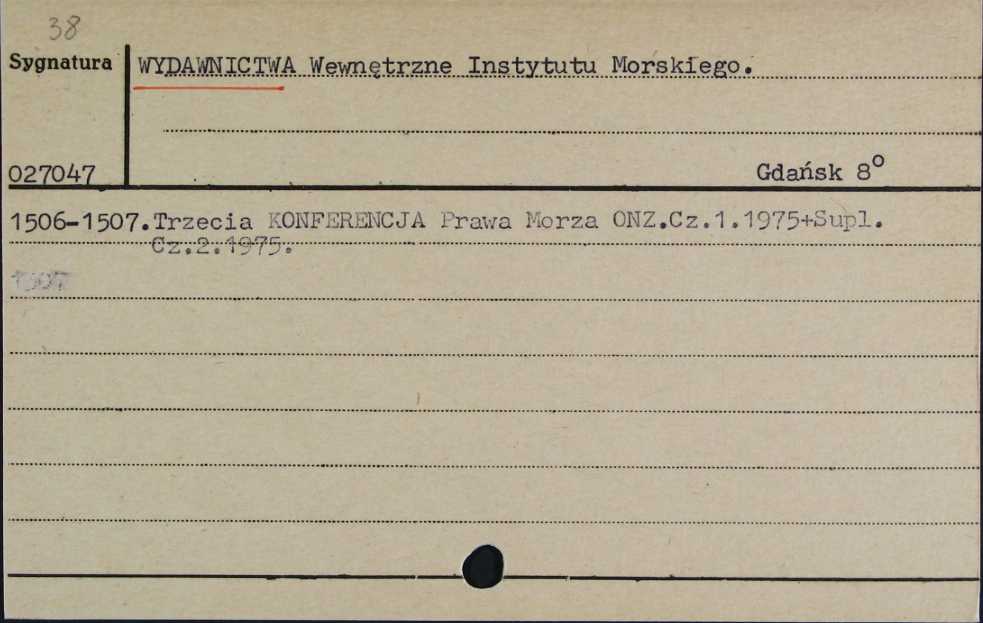 38
Sygnatura WYDAWNICTWA Wewnętrzne Instytutu Morskiego.
027047 Gdańsk 8°
1506-1507. Trzecia KONFERENCJA Prawa Morza ONZ.Cz.1.1975+Supl.
Cz.2.1975.